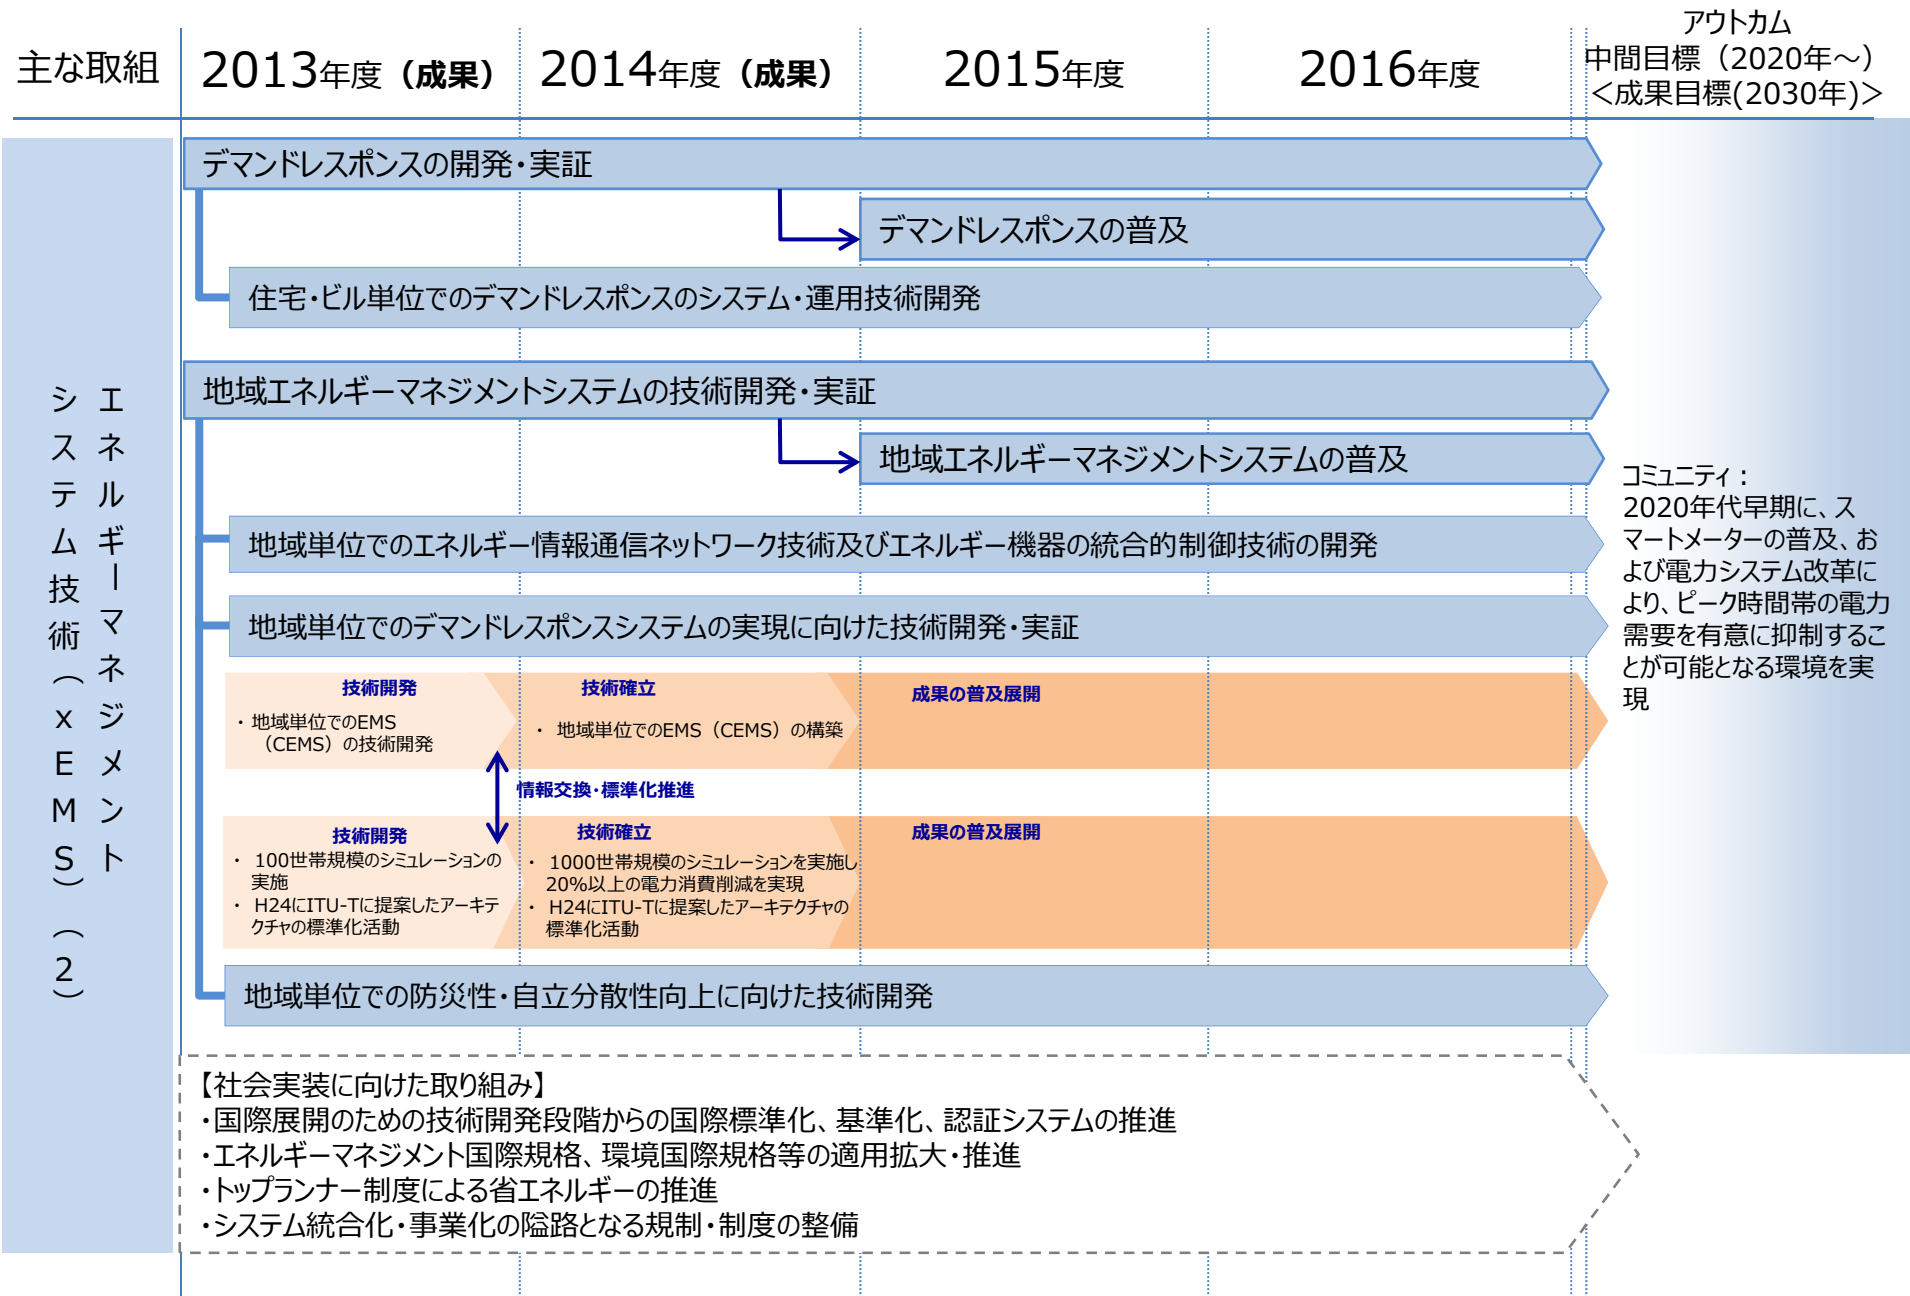 主な取組
2013年度（成果）
2014年度（成果）
2015年度
2016年度
アウトカム
中間目標（2020年～）
＜成果目標(2030年)＞
エネルギーマネジメント
システム技術（ｘＥＭＳ）（２）
デマンドレスポンスの開発・実証
デマンドレスポンスの普及
住宅・ビル単位でのデマンドレスポンスのシステム・運用技術開発
地域エネルギーマネジメントシステムの技術開発・実証
地域エネルギーマネジメントシステムの普及
地域単位でのエネルギー情報通信ネットワーク技術及びエネルギー機器の統合的制御技術の開発
地域単位でのデマンドレスポンスシステムの実現に向けた技術開発・実証
技術開発
・地域単位でのEMS
（CEMS）の技術開発
技術確立
・ 地域単位でのEMS（CEMS）の構築
成果の普及展開
情報交換・標準化推進
技術開発
・ 100世帯規模のシミュレーションの
実施
・ H24にITU-Tに提案したアーキテ
クチャの標準化活動
技術確立
・ 1000世帯規模のシミュレーションを実施し
20%以上の電力消費削減を実現
・ H24にITU-Tに提案したアーキテクチャの
標準化活動
成果の普及展開
地域単位での防災性・自立分散性向上に向けた技術開発
コミュニティ：
2020年代早期に、ス
マートメーターの普及、お
よび電力システム改革に
より、ピーク時間帯の電力
需要を有意に抑制するこ
とが可能となる環境を実
現
【社会実装に向けた取り組み】
・国際展開のための技術開発段階からの国際標準化、基準化、認証システムの推進
・エネルギーマネジメント国際規格、環境国際規格等の適用拡大・推進
・トップランナー制度による省エネルギーの推進
・システム統合化・事業化の隘路となる規制・制度の整備